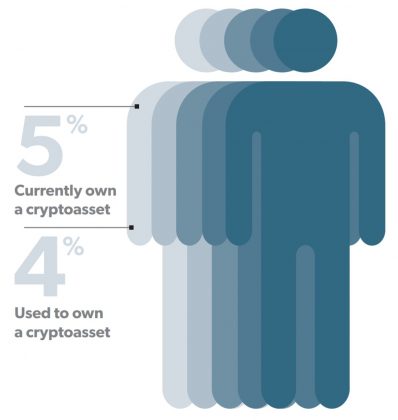 5%
Currently own
a cryptoasset
4%
Used to own
a cryptoasset